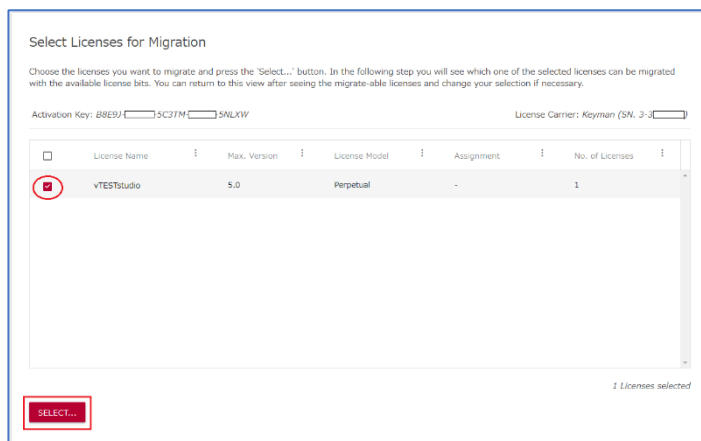 Select Licenses for Migration
Choose the licenses you want to migrate and press the 'Select...' button. In the following step you will see which one of the selected licenses can be migrated
with the available license bits. You can return to this view after seeing the migrate-able licenses and change your selection if necessary.
Activation Key: B8E9J- 5C3TM- 5NLXW License Carrier: Keyman (SN. 3-3 )
License Name Max. Version License Model Assignment No. of Licenses
vTESTstudio 5.0 Perpetual - 1
1 Licenses selected
SELECT...